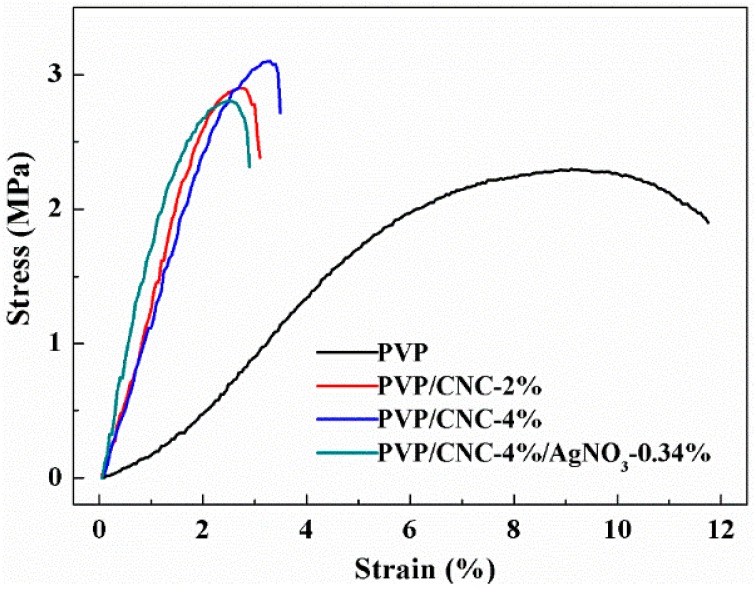 Stress (MPa)
3
2
1
0
PVP
PVP/CNC-2%
PVP/CNC-4%
PVP/CNC-4%/AgNO₃-0.34%
0 2 4 6 8 10 12
Strain (%)